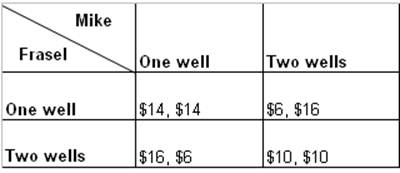 Mike
Frasel
One well Two wells
One well $14, $14 $6, $16
Two wells $16, $6 $10, $10